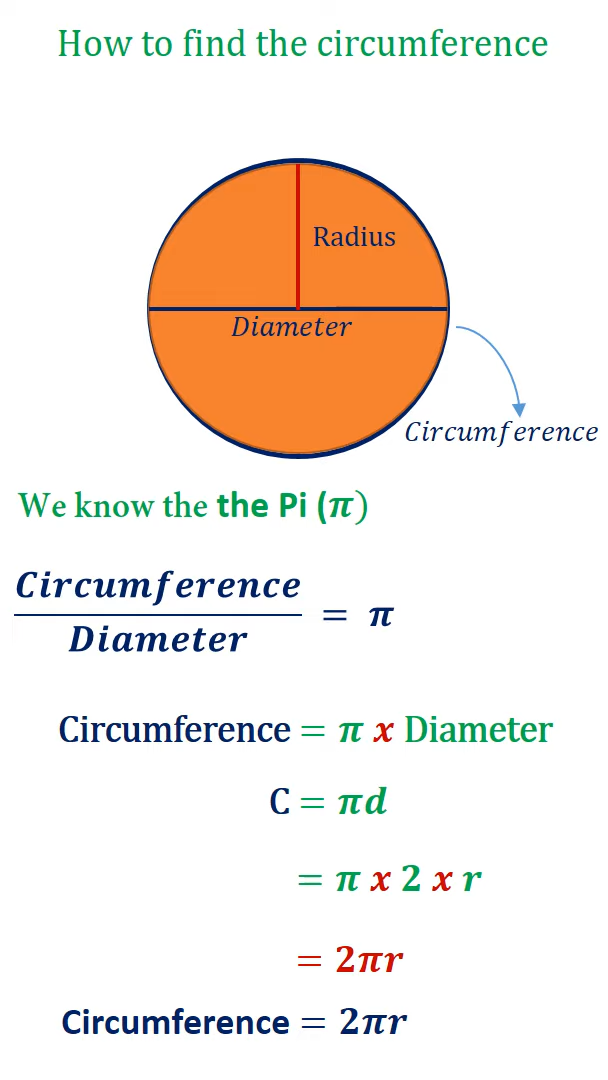 How to find the circumference
Radius
Diameter
Circumference
We know the the Pi (π)
Circumference
Diameter
= π
Circumference = π x Diameter
C = πd
= π x 2 x r
= 2πr
Circumference = 2πr